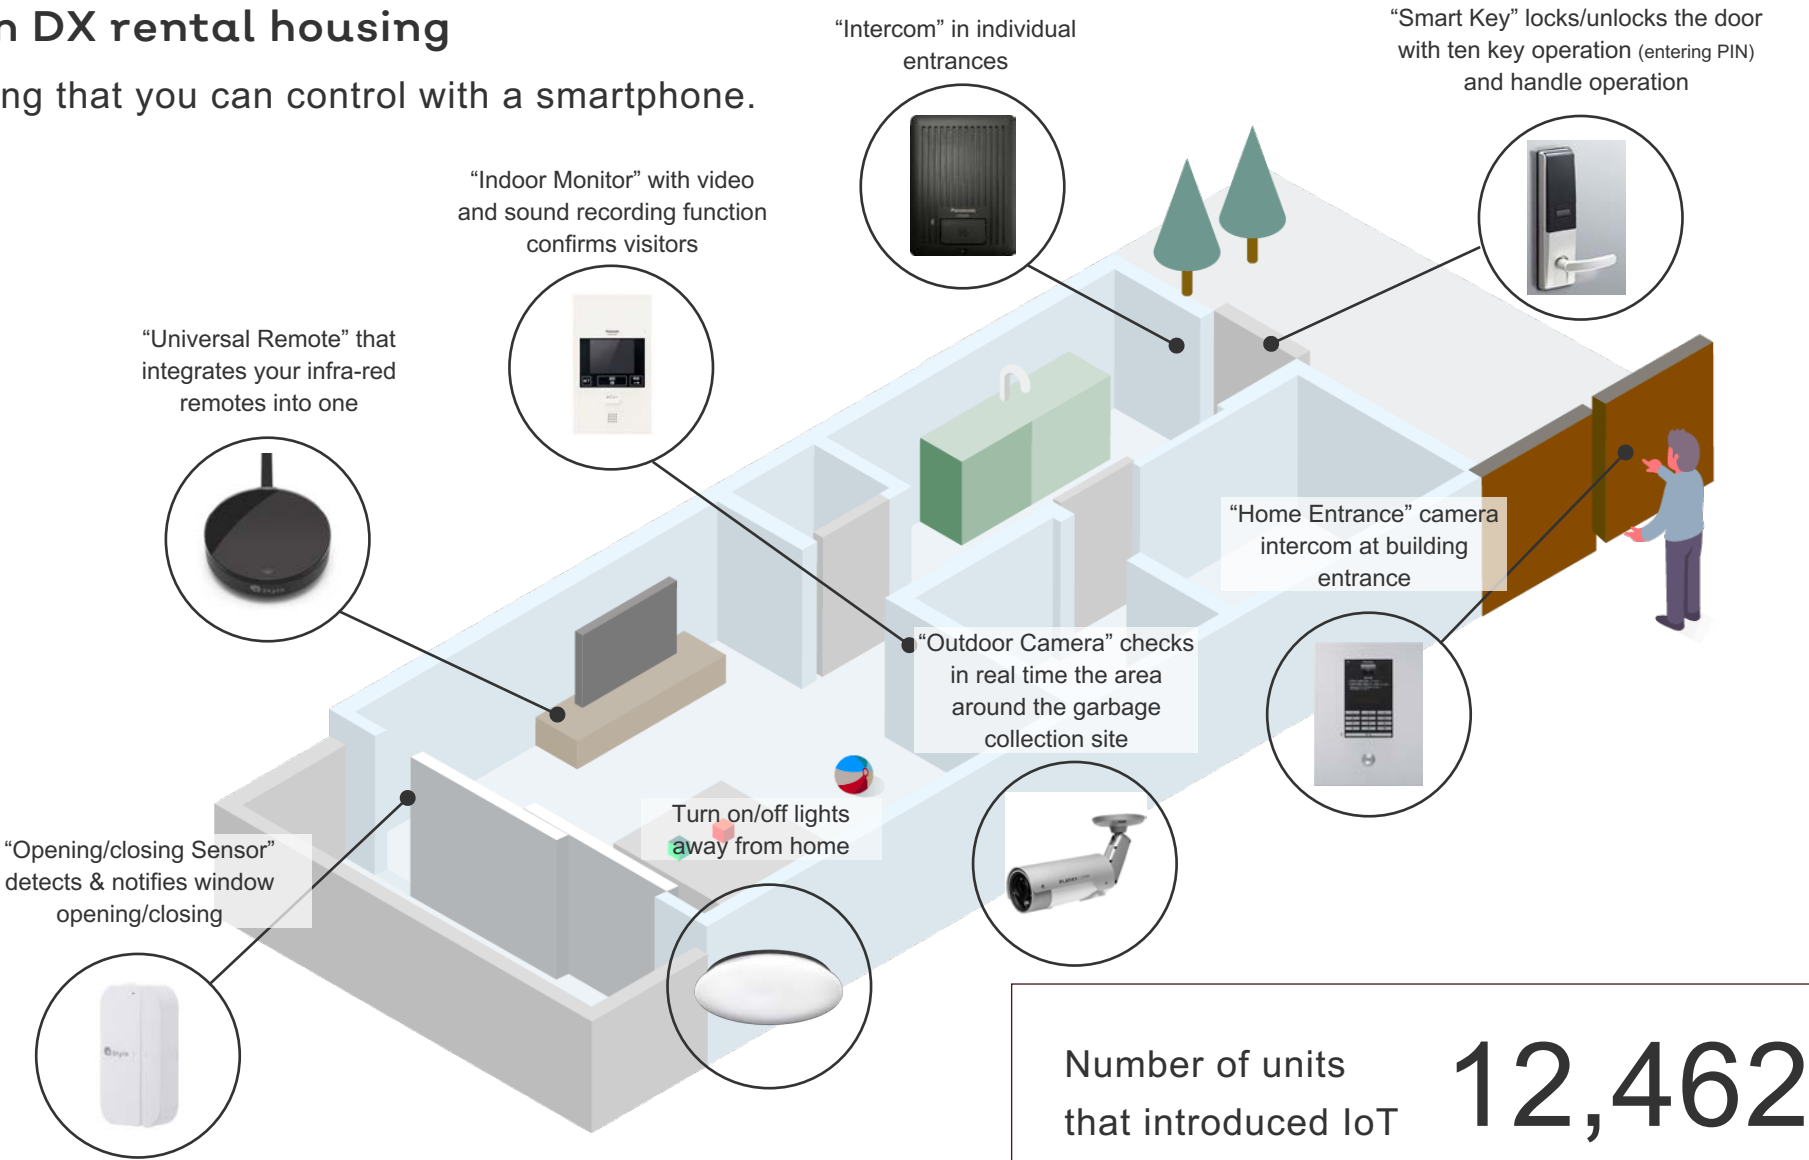 n DX rental housing
ng that you can control with a smartphone.
“Intercom” in individual
entrances
“Smart Key” locks/unlocks the door
with ten key operation (entering PIN)
and handle operation
“Indoor Monitor” with video
and sound recording function
confirms visitors
“Universal Remote” that
integrates your infra-red
remotes into one
“Home Entrance” camera
intercom at building
entrance
“Outdoor Camera” checks
in real time the area
around the garbage
collection site
Turn on/off lights
away from home
“Opening/closing Sensor”
detects & notifies window
opening/closing
Number of units
that introduced IoT
12,462